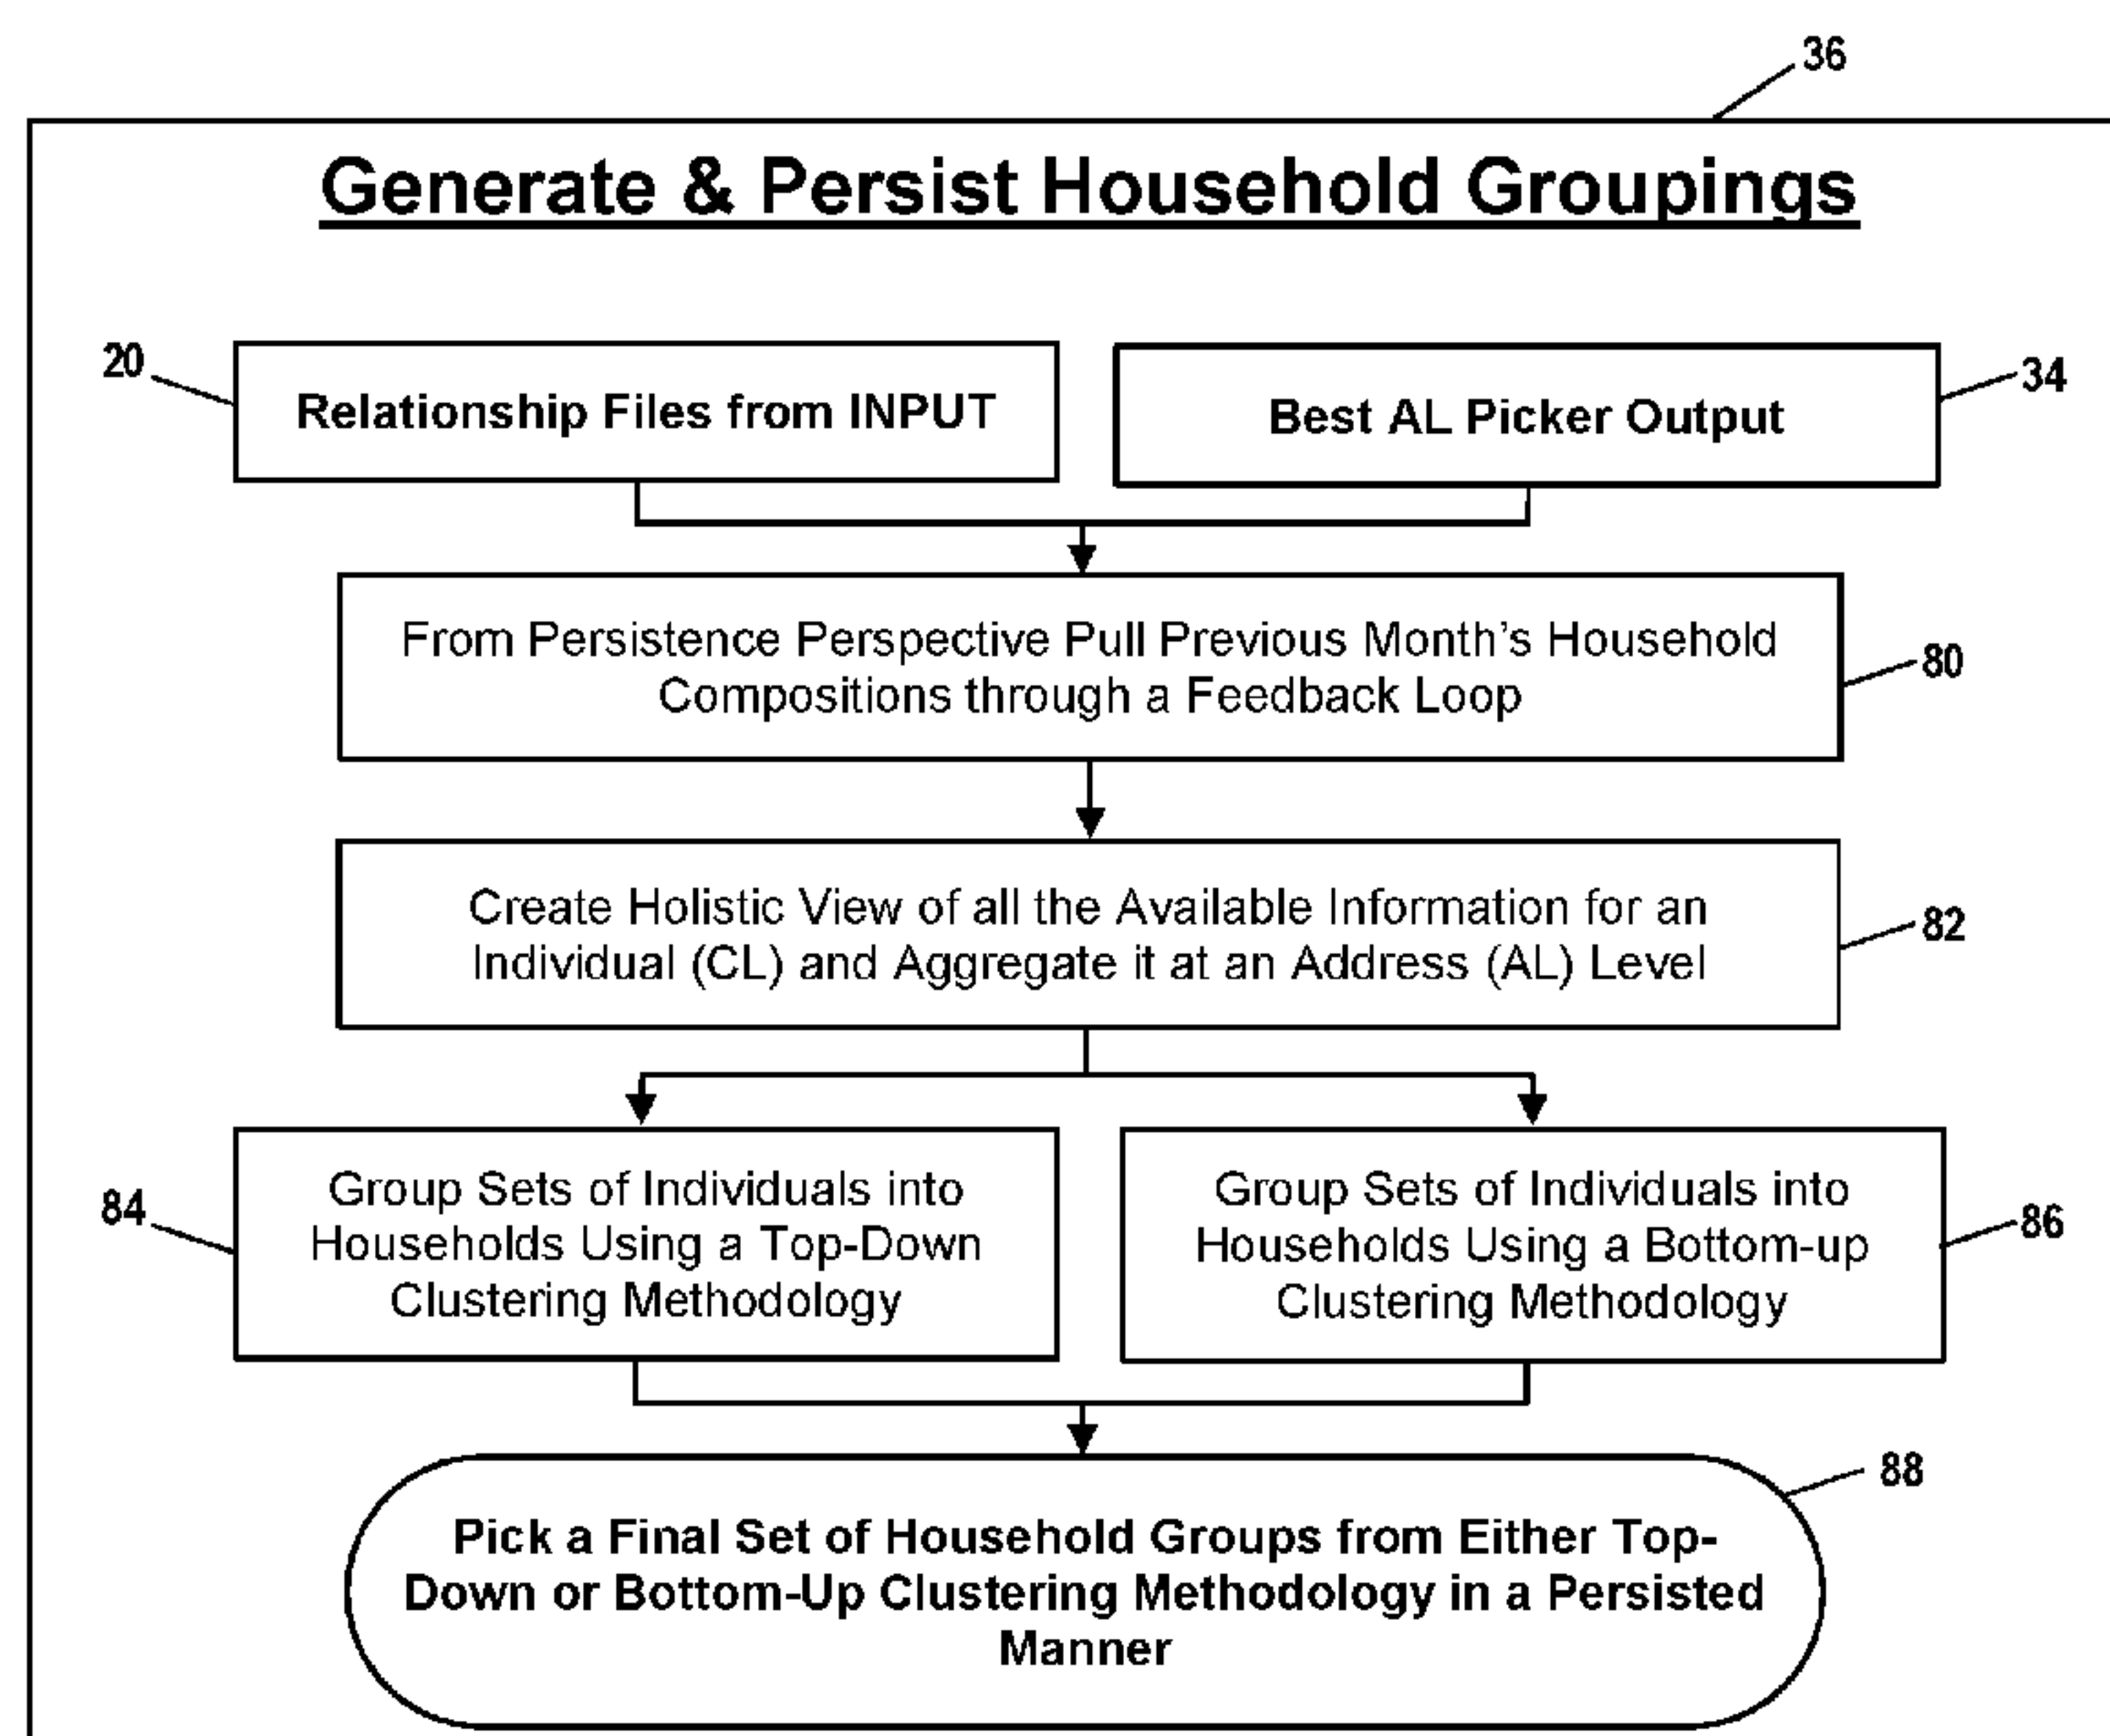 36
Generate & Persist Household Groupings
20
Relationship Files from INPUT
Best AL Picker Output
34
From Persistence Perspective Pull Previous Month's Household
Compositions through a Feedback Loop
80
Create Holistic View of all the Available Information for an
Individual (CL) and Aggregate it at an Address (AL) Level
82
84
Group Sets of Individuals into
Households Using a Top-Down
Clustering Methodology
Group Sets of Individuals into
Households Using a Bottom-up
Clustering Methodology
86
88
Pick a Final Set of Household Groups from Either Top-
Down or Bottom-Up Clustering Methodology in a Persisted
Manner